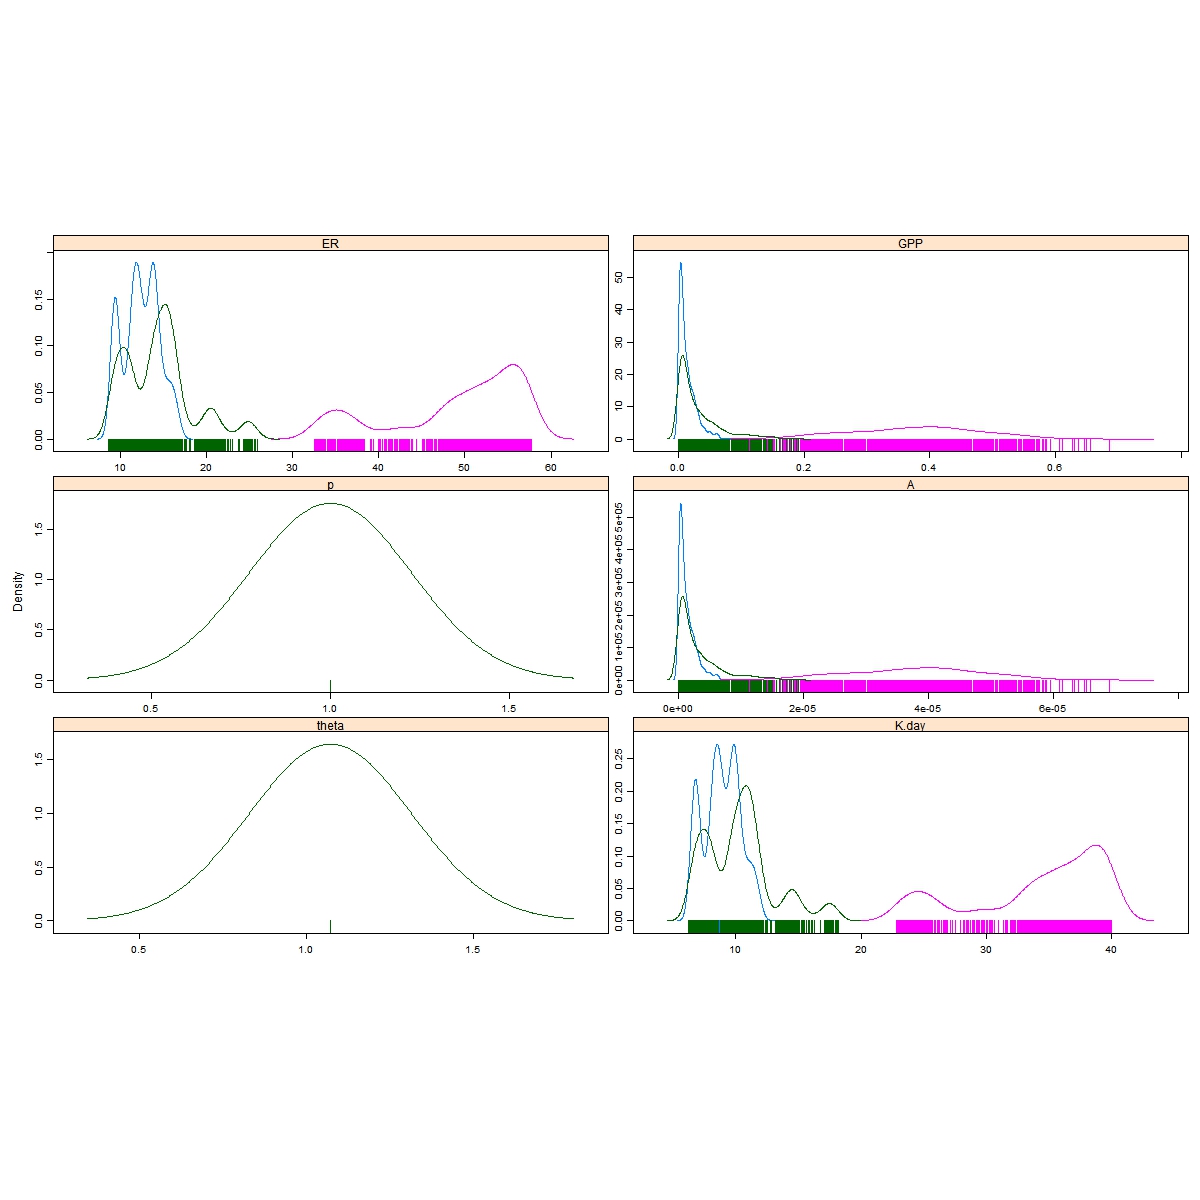 ER
0.00 0.05 0.10 0.15
10 20 30 40 50 60
GPP
0 10 20 30 40 50
0.0 0.2 0.4 0.6
p
0.0 0.5 1.0 1.5
0.5 1.0 1.5
A
0e+00 1e+05 2e+05 3e+05 4e+05 5e+05
0e+00 2e-05 4e-05 6e-05
Density
theta
0.0 0.5 1.0 1.5
0.5 1.0 1.5
K.day
0.00 0.05 0.10 0.15 0.20 0.25
10 20 30 40